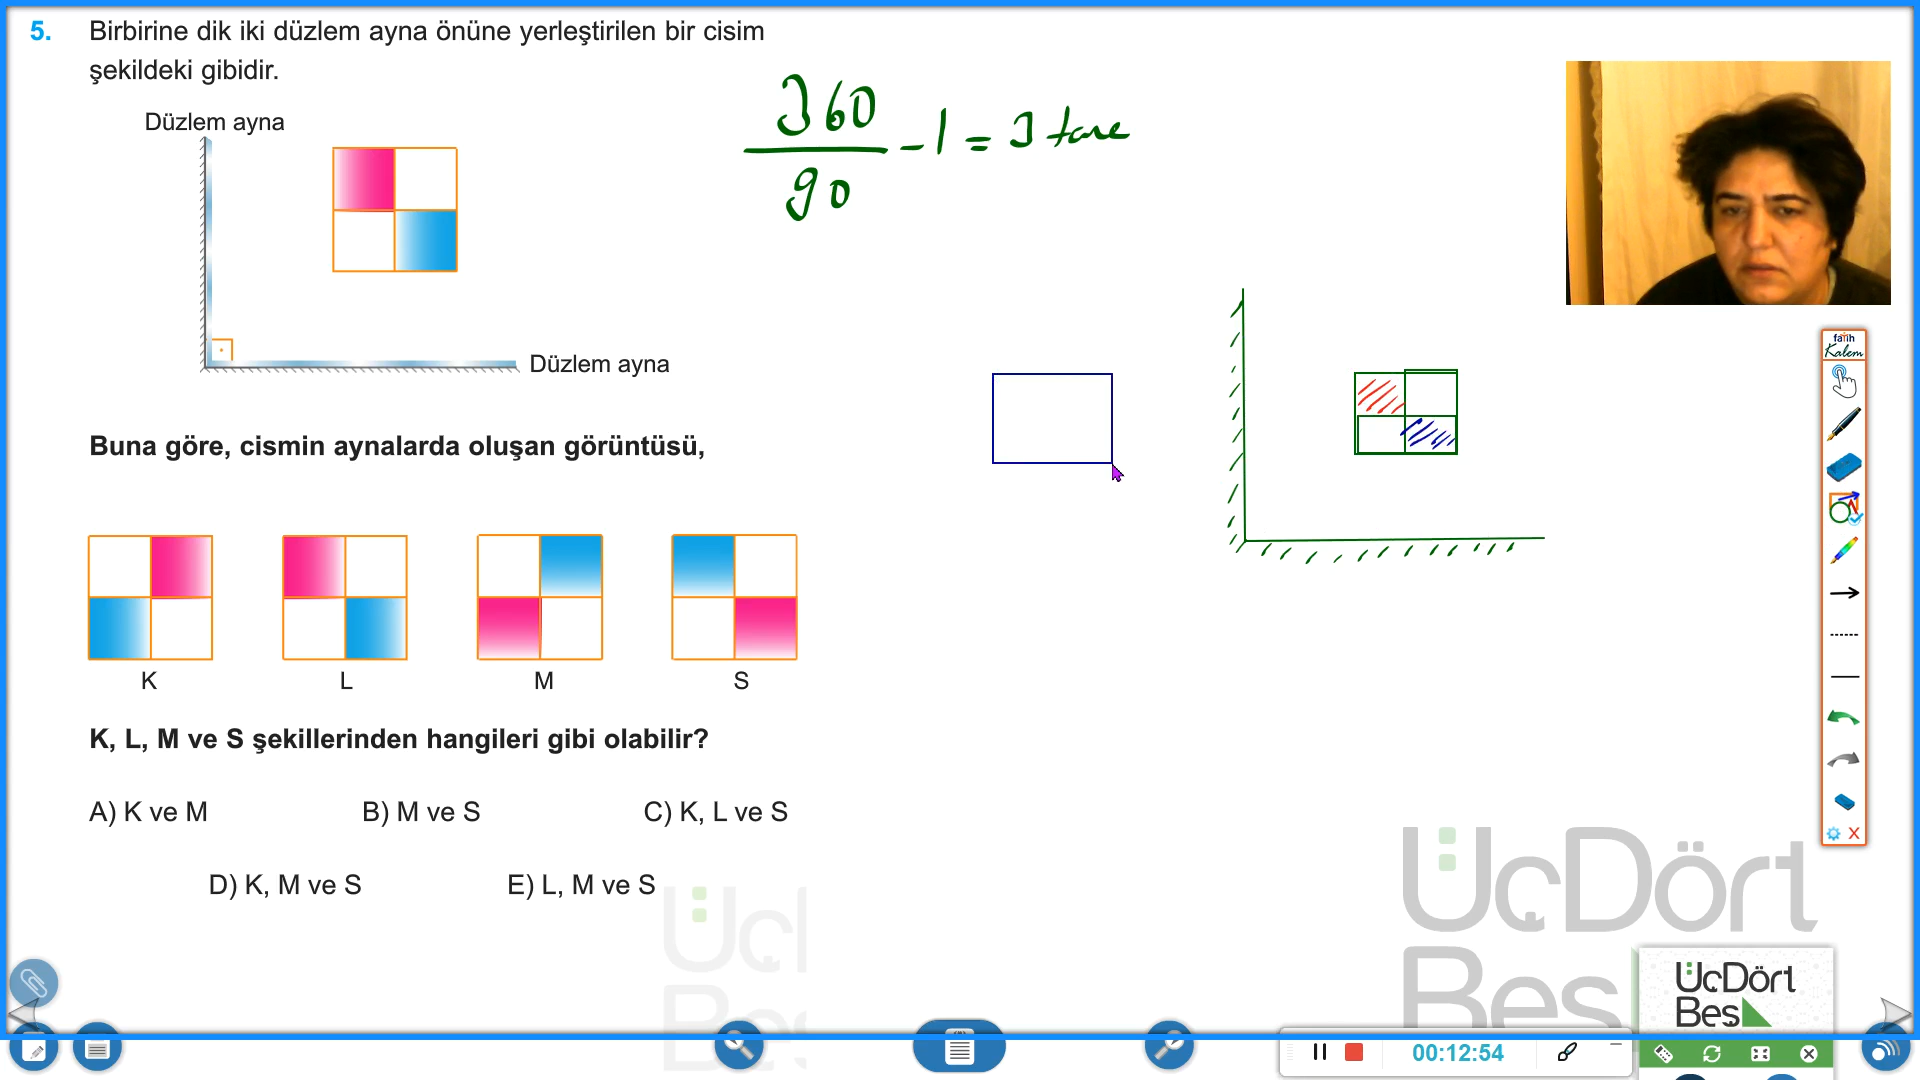 5. Birbirine dik iki düzlem ayna önüne yerleştirilen bir cisim
şekildeki gibidir.
Düzlem ayna
Düzlem ayna
360
90
-1 = 3 tane
Buna göre, cismin aynalarda oluşan görüntüsü,
K L M S
K, L, M ve S şekillerinden hangileri gibi olabilir?
A) K ve M B) M ve S C) K, L ve S
D) K, M ve S E) L, M ve S
fatih
Kalem
X
ÜçDört
Beş
ÜçDört
Beş
00:12:54